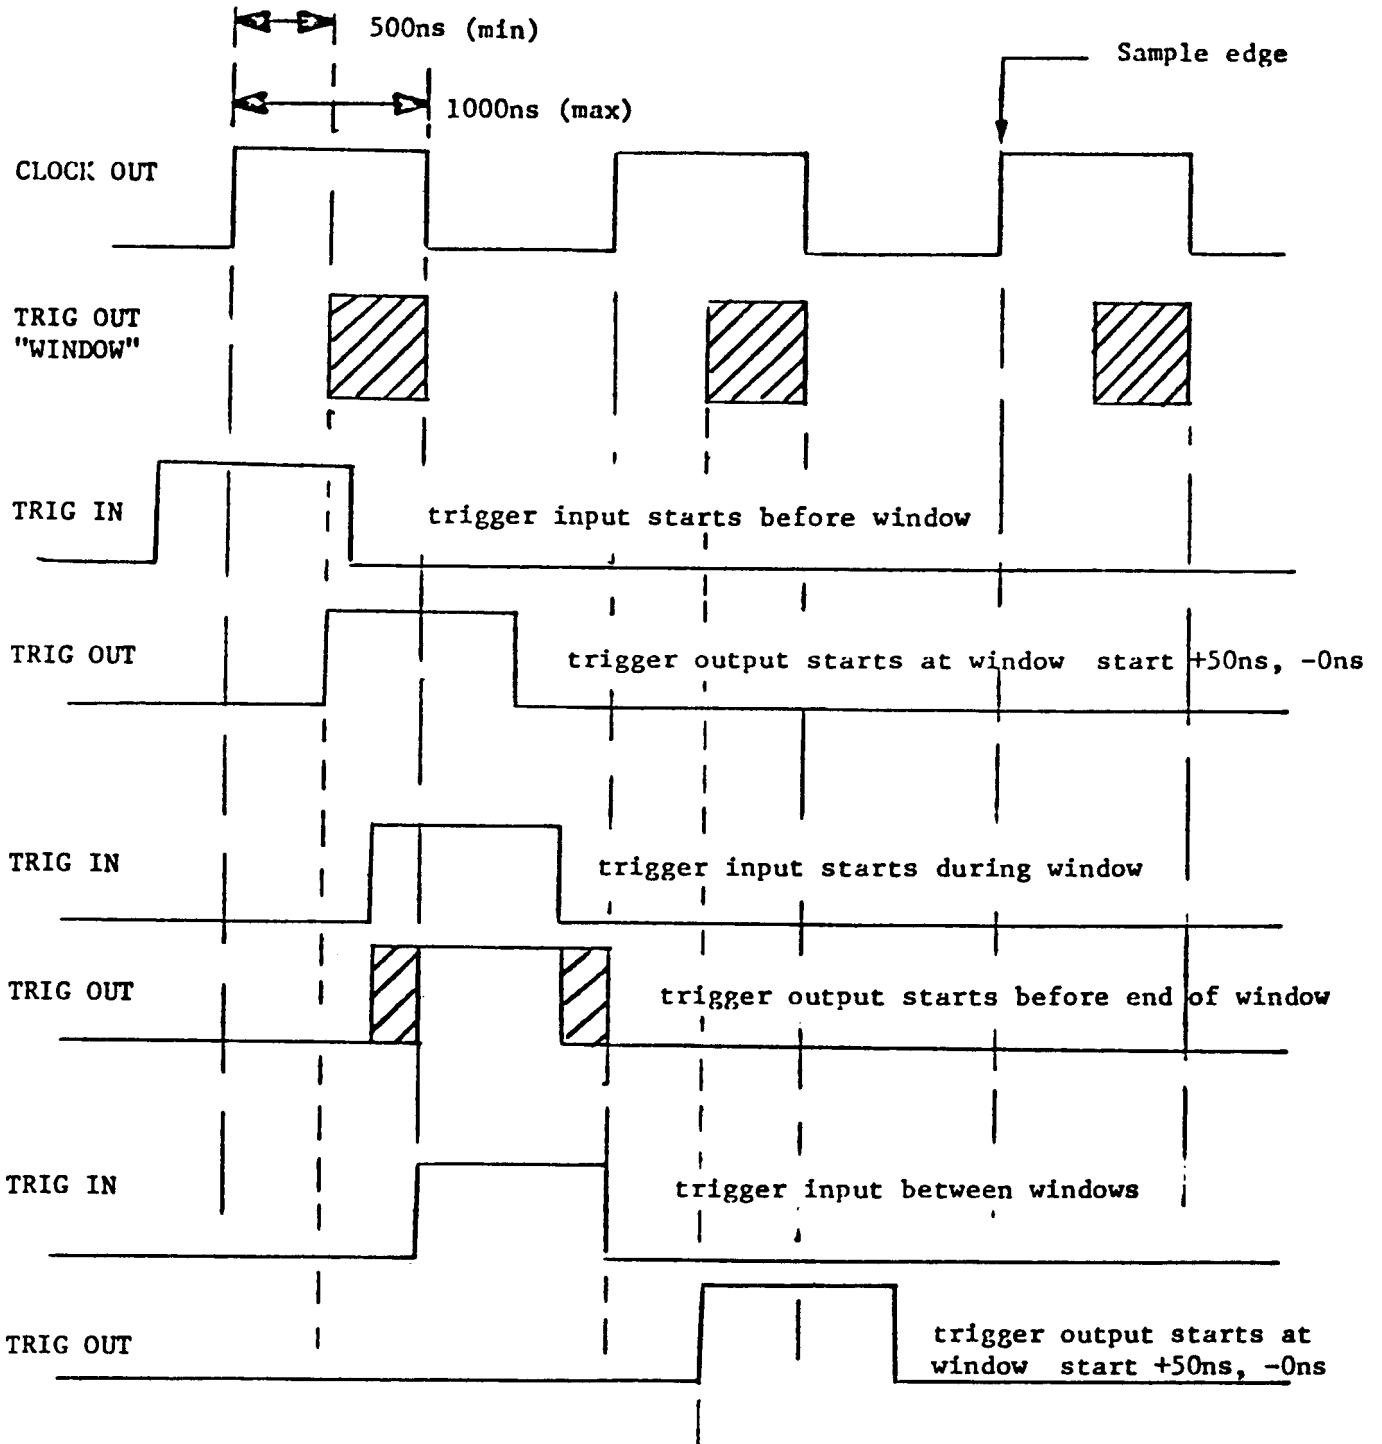 500ns (min)
Sample edge
1000ns (max)
CLOCK OUT
TRIG OUT
"WINDOW"
TRIG IN
trigger input starts before window
TRIG OUT
trigger output starts at window start +50ns, -0ns
TRIG IN
trigger input starts during window
TRIG OUT
trigger output starts before end of window
TRIG IN
trigger input between windows
TRIG OUT
trigger output starts at
window start +50ns, -0ns